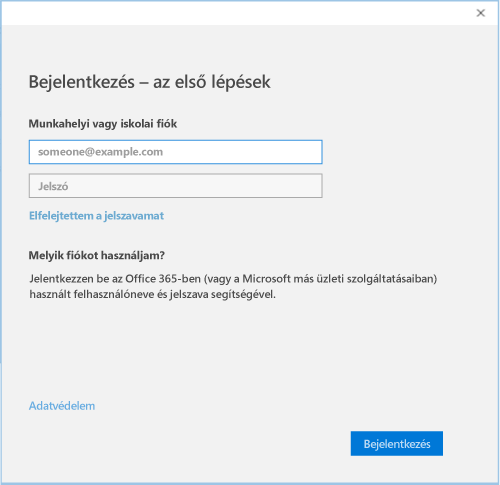 Bejelentkezés – az első lépések
Munkahelyi vagy iskolai fiók
someone@example.com
Jelszó
Elfelejtettem a jelszavamat
Melyik fiókot használjam?
Jelentkezzen be az Office 365-ben (vagy a Microsoft más üzleti szolgáltatásaiban)
használt felhasználóneve és jelszava segítségével.
Adatvédelem
Bejelentkezés